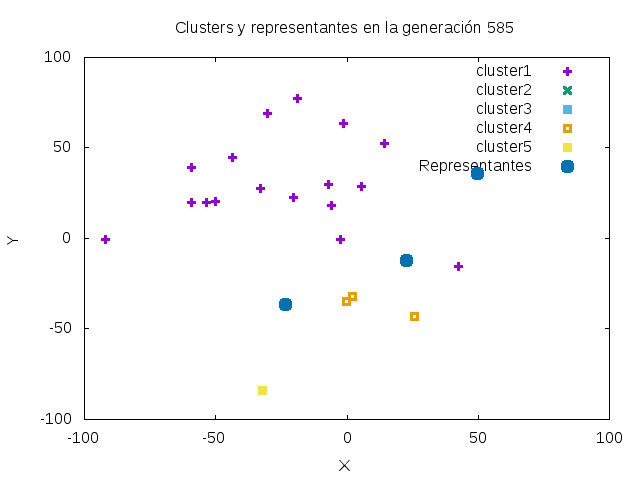 Clusters y representantes en la generación 585
100
50
0
-50
-100
-100
-50
0
50
100
Y
X
cluster1
cluster2
cluster3
cluster4
cluster5
Representantes